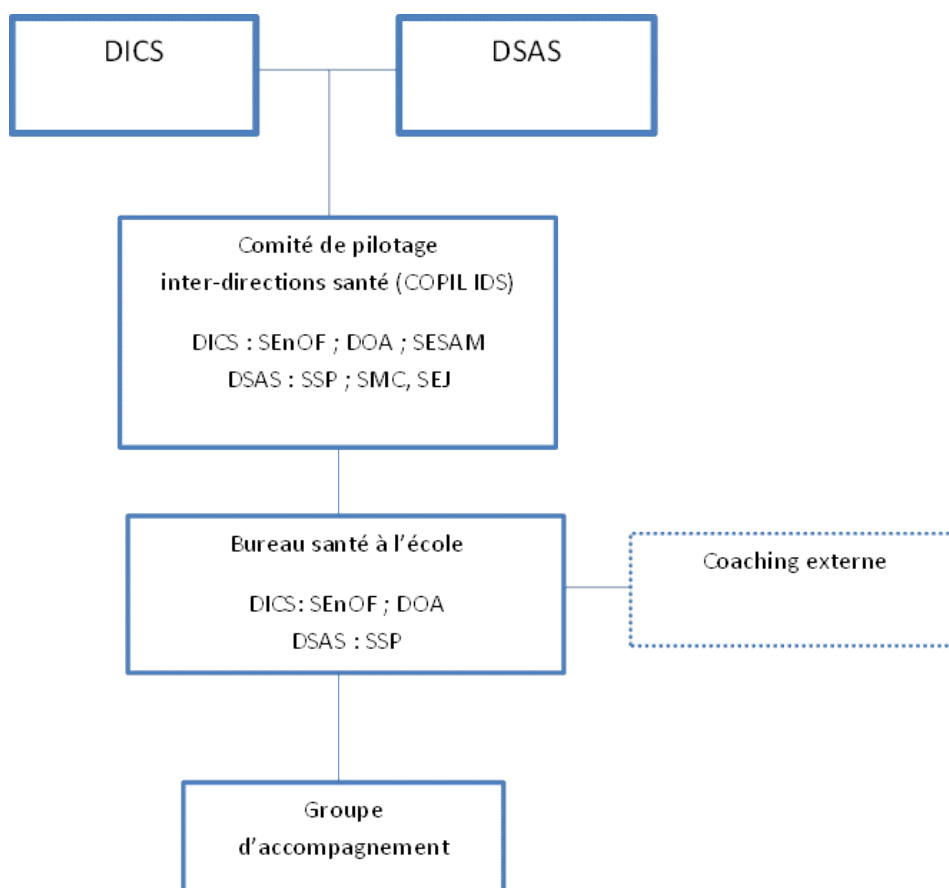 DICS
DSAS
Comité de pilotage
inter-directions santé (COPIL IDS)
DICS : SEnOF ; DOA ; SESAM
DSAS : SSP ; SMC, SEJ
Bureau santé à l'école
DICS: SEnOF ; DOA
DSAS : SSP
Coaching externe
Groupe
d'accompagnement